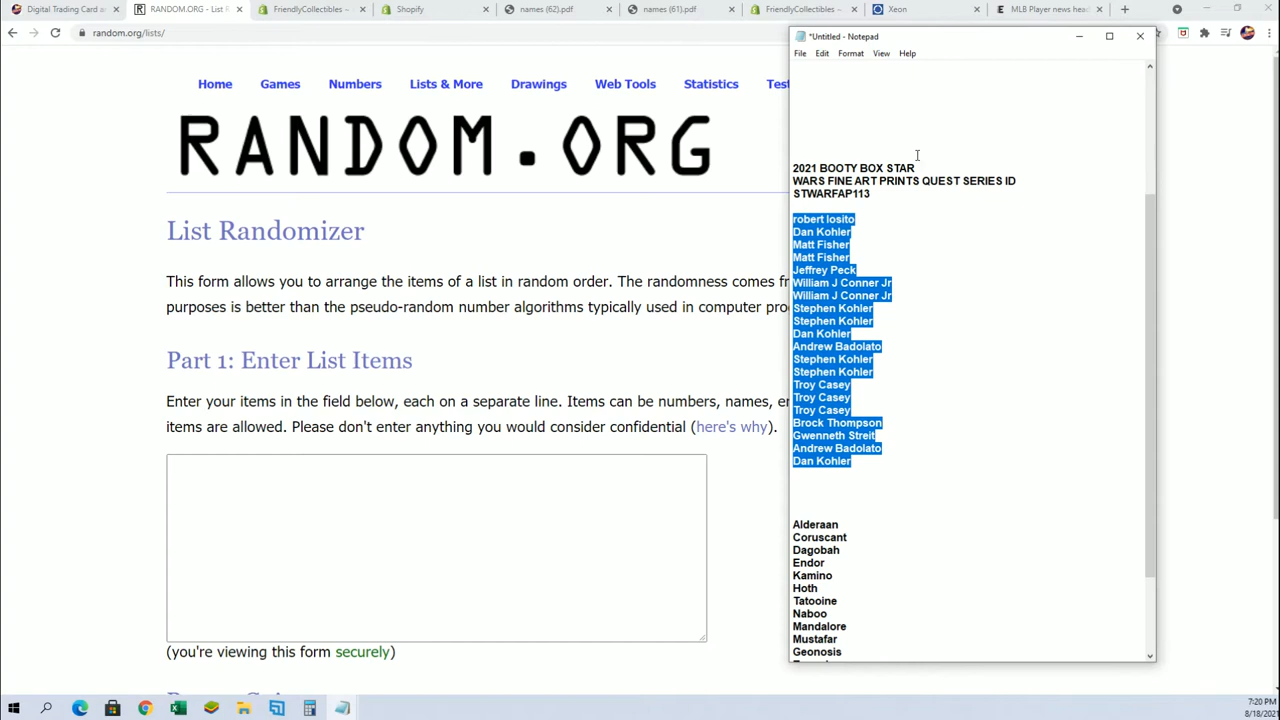 Digital Trading Card a
RANDOM.ORG - List R
FriendlyCollectibles –
Shopify
names (62).pdf
names (61).pdf
FriendlyCollectibles –
Xeon
MLB Player news head
random.org/lists/
Home
Games
Numbers
Lists & More
Drawings
Web Tools
Statistics
Test
RANDOM.ORG
List Randomizer
This form allows you to arrange the items of a list in random order. The randomness comes fr
purposes is better than the pseudo-random number algorithms typically used in computer pro
Part 1: Enter List Items
Enter your items in the field below, each on a separate line. Items can be numbers, names, e
items are allowed. Please don't enter anything you would consider confidential (here's why).
(you're viewing this form securely)
*Untitled - Notepad
File
Edit
Format
View
Help
2021 BOOTY BOX STAR
WARS FINE ART PRINTS QUEST SERIES ID
STWARFAP113
robert losito
Dan Kohler
Matt Fisher
Matt Fisher
Jeffrey Peck
William J Conner Jr
William J Conner Jr
Stephen Kohler
Stephen Kohler
Dan Kohler
Andrew Badolato
Stephen Kohler
Stephen Kohler
Troy Casey
Troy Casey
Troy Casey
Brock Thompson
Gwenneth Streit
Andrew Badolato
Dan Kohler
Alderaan
Coruscant
Dagobah
Endor
Kamino
Hoth
Tatooine
Naboo
Mandalore
Mustafar
Geonosis
7:20 PM
8/18/2021